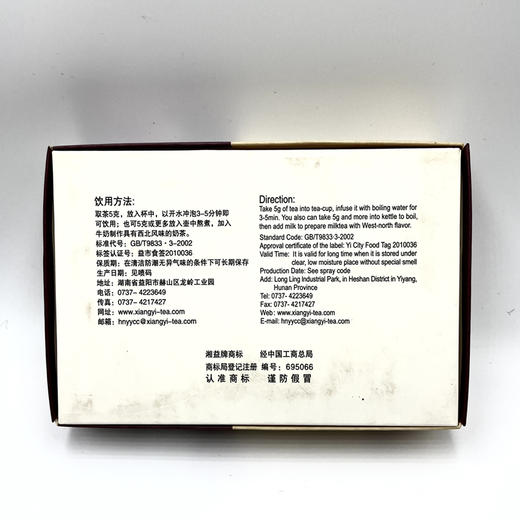 饮用方法：
取茶5克，放入杯中，以开水冲泡3-5分钟即
可饮用；也可5克或更多放入壶中熬煮，加入
牛奶制作具有西北风味的奶茶。
标准代号：GB/T9833·3-2002
标签认证号：益市食签2010036
保质期：在清洁防潮无异气味的条件下可长期保存
生产日期：见喷码
地址：湖南省益阳市赫山区龙岭工业园
电话：0737- 4223649
传真：0737- 4217427
网址：www.xiangyi-tea.com
邮箱：hnyycc@xiangyi-tea.com
Direction:
Take 5g of tea into tea-cup, infuse it with boiling water for
3-5min. You also can take 5g and more into kettle to boil,
then add milk to prepare milktea with West-north flavor.
Standard Code: GB/T9833·3-2002
Approval certificate of the label: Yi City Food Tag 2010036
Valid Time: It is valid for long time when it is stored under
clear, low moisture place without special smell
Production Date: See spray code
Add: Long Ling Industrial Park, in Heshan District in Yiyang,
Hunan Province
Tel: 0737- 4223649
Fax: 0737- 4217427
Web: www.xiangyi-tea.com
E-mail: hnyycc@xiangyi-tea.com
湘益牌商标 经中国工商总局
商标局登记注册 编号：695066
认准商标 谨防假冒